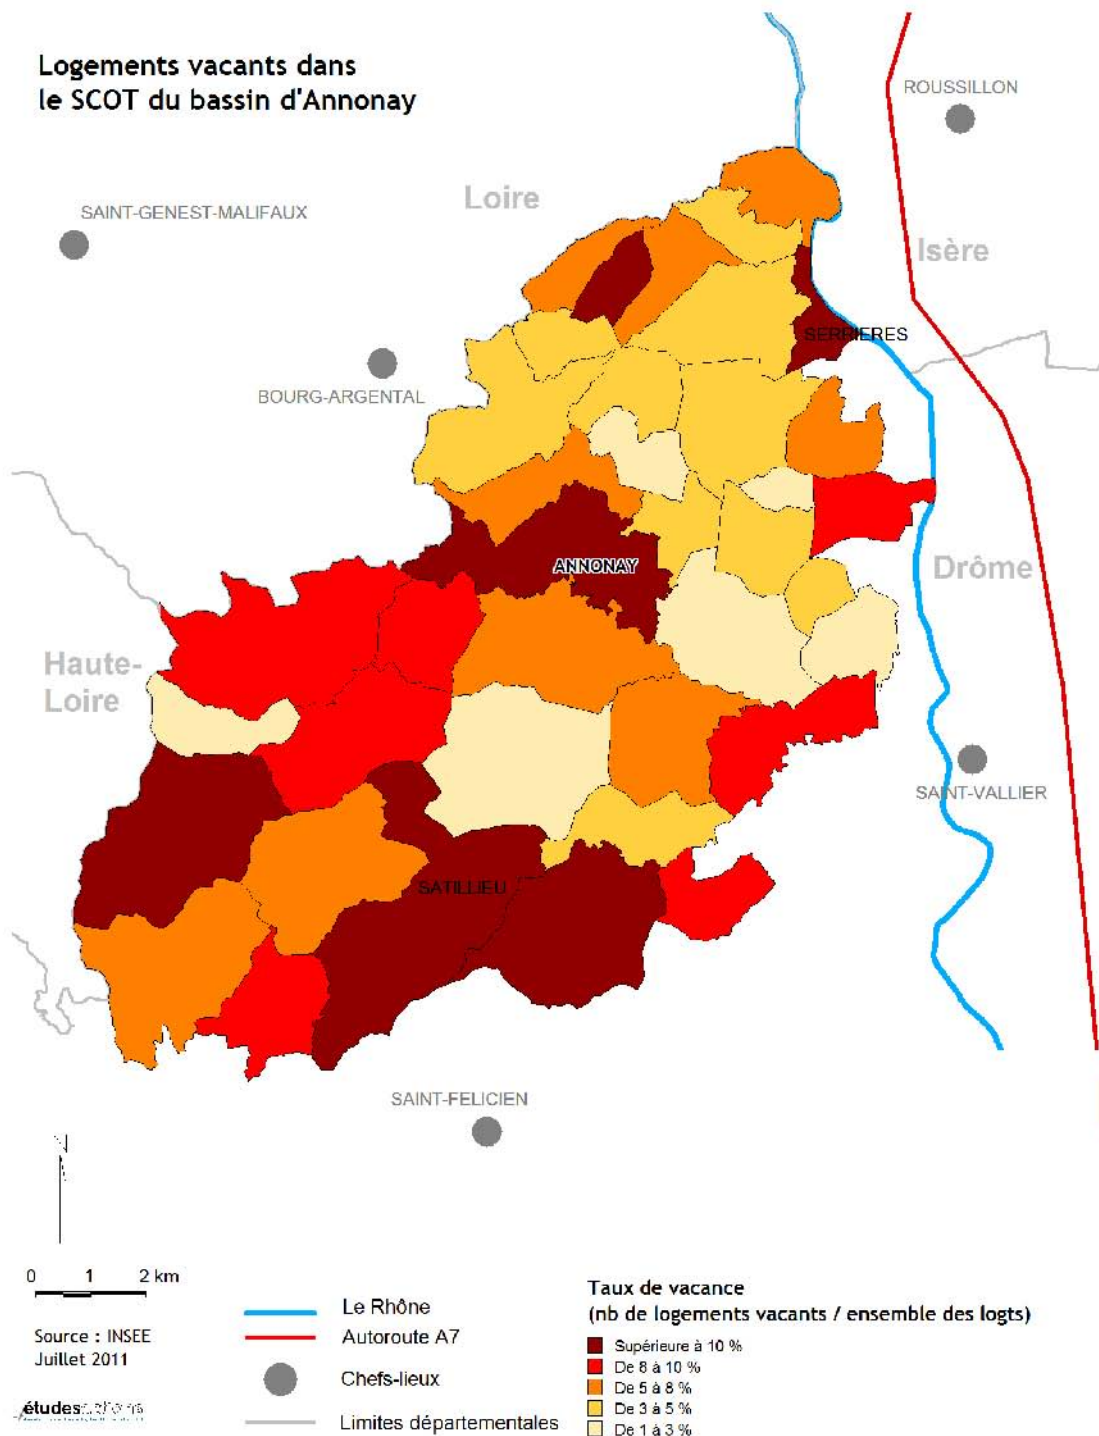 Logements vacants dans
le SCOT du bassin d'Annonay
ROUSSILLON
Loire
SAINT-GENEST-MALIFAUX
Isère
SERRIERES
BOURG-ARGENTAL
ANNONAY
Drôme
Haute-
Loire
SAINT-VALLIER
SATILLIEU
SAINT-FELICIEN
N
0 1 2 km
Source : INSEE
Juillet 2011
études
Le Rhône
Autoroute A7
Chefs-lieux
Limites départementales
Taux de vacance
(nb de logements vacants / ensemble des logts)
Supérieure à 10 %
De 8 à 10 %
De 5 à 8 %
De 3 à 5 %
De 1 à 3 %